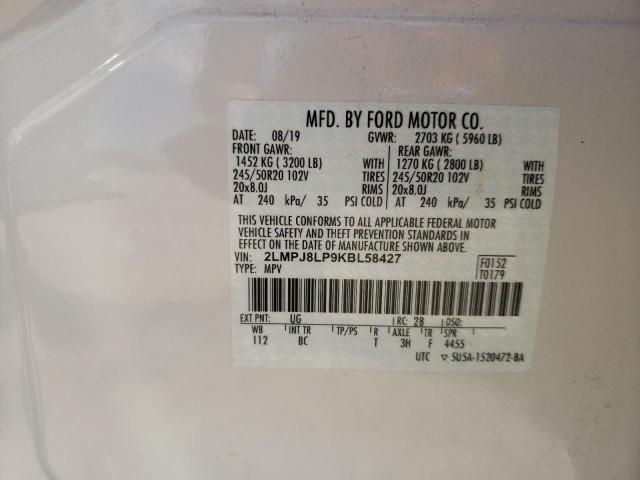 MFD. BY FORD MOTOR CO.
DATE: 08/19 GVWR: 2703 KG ( 5960 LB)
FRONT GAWR: REAR GAWR:
1452 KG ( 3200 LB) WITH 1270 KG ( 2800 LB) WITH
245/50R20 102V TIRES 245/50R20 102V TIRES
20x8.0J RIMS 20x8.0J RIMS
AT 240 kPa/ 35 PSI COLD AT 240 kPa/ 35 PSI COLD
THIS VEHICLE CONFORMS TO ALL APPLICABLE FEDERAL MOTOR
VEHICLE SAFETY AND THEFT PREVENTION STANDARDS IN
EFFECT ON THE DATE OF MANUFACTURE SHOWN ABOVE.
VIN: 2LMPJ8LP9KBL58427 F0152
TYPE: MPV T0179
EXT PNT: UG RC: 28 DSO:
WB INT TR TP/PS R AXLE TR SPR
112 BC T 3H F 4455
UTC ▽ 5U5A-1520472-BA